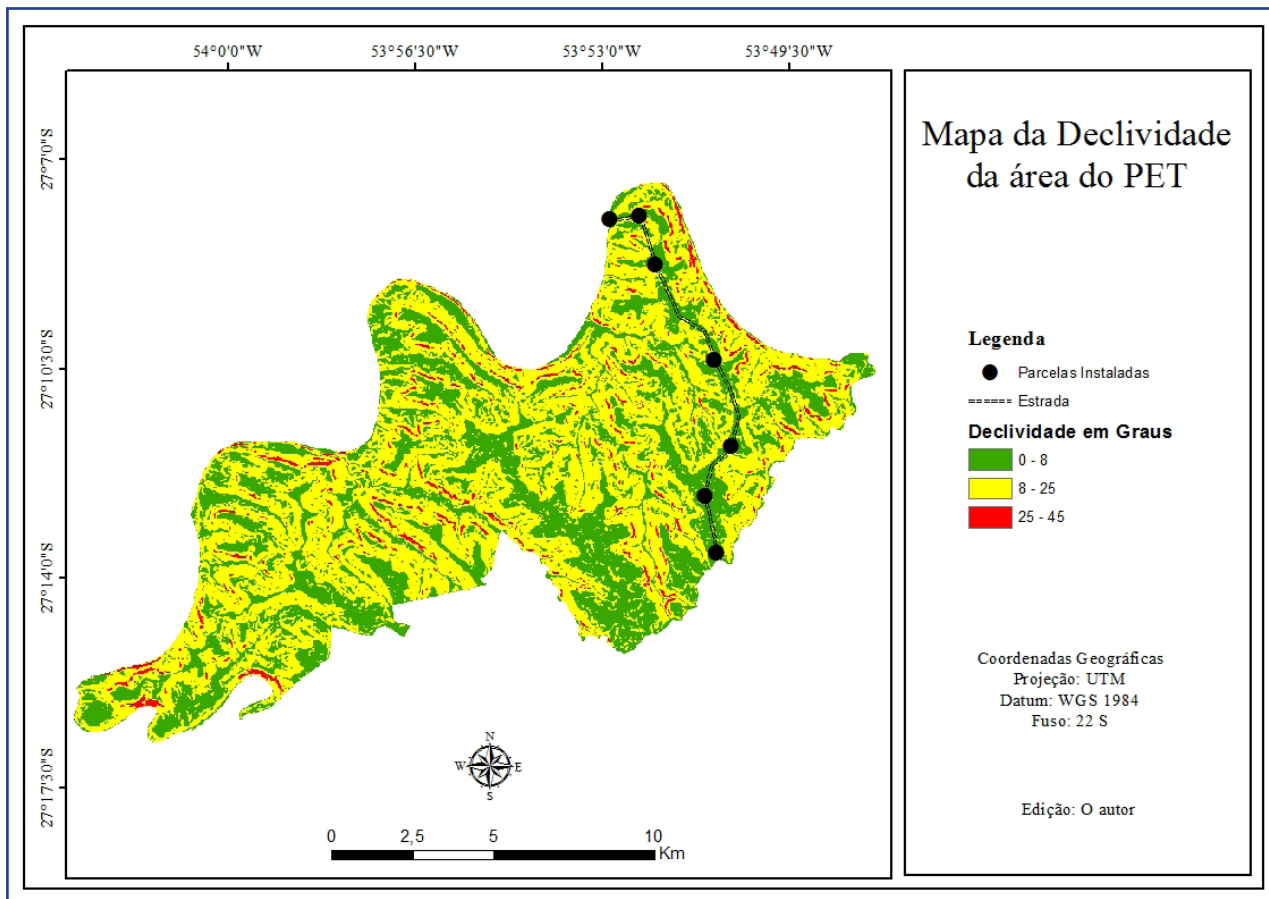 54°0'0"W
53°56'30"W
53°53'0"W
53°49'30"W
27°7'0"S
27°10'30"S
27°14'0"S
27°17'30"S
N
W
E
S
0
2,5
5
10
Km
Mapa da Declividade
da área do PET
Legenda
Parcelas Instaladas
Estrada
Declividade em Graus
0 - 8
8 - 25
25 - 45
Coordenadas Geográficas
Projeção: UTM
Datum: WGS 1984
Fuso: 22 S
Edição: O autor